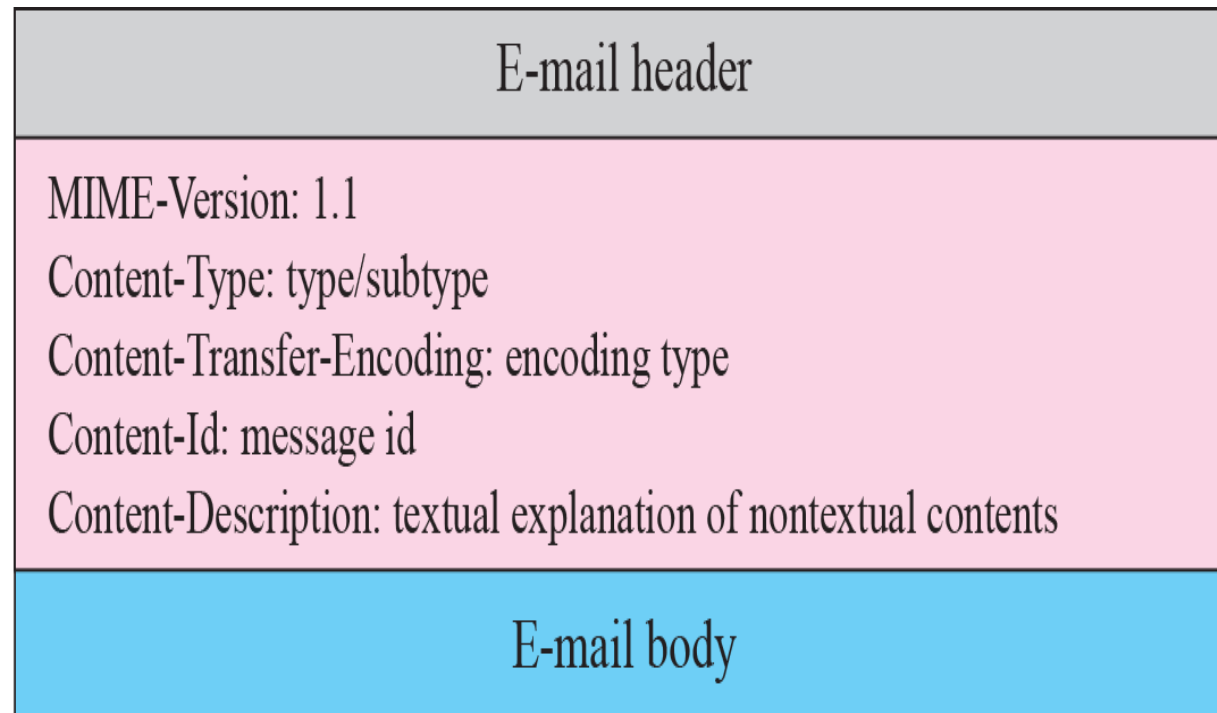 E-mail header
MIME-Version: 1.1
Content-Type: type/subtype
Content-Transfer-Encoding: encoding type
Content-Id: message id
Content-Description: textual explanation of nontextual contents
E-mail body